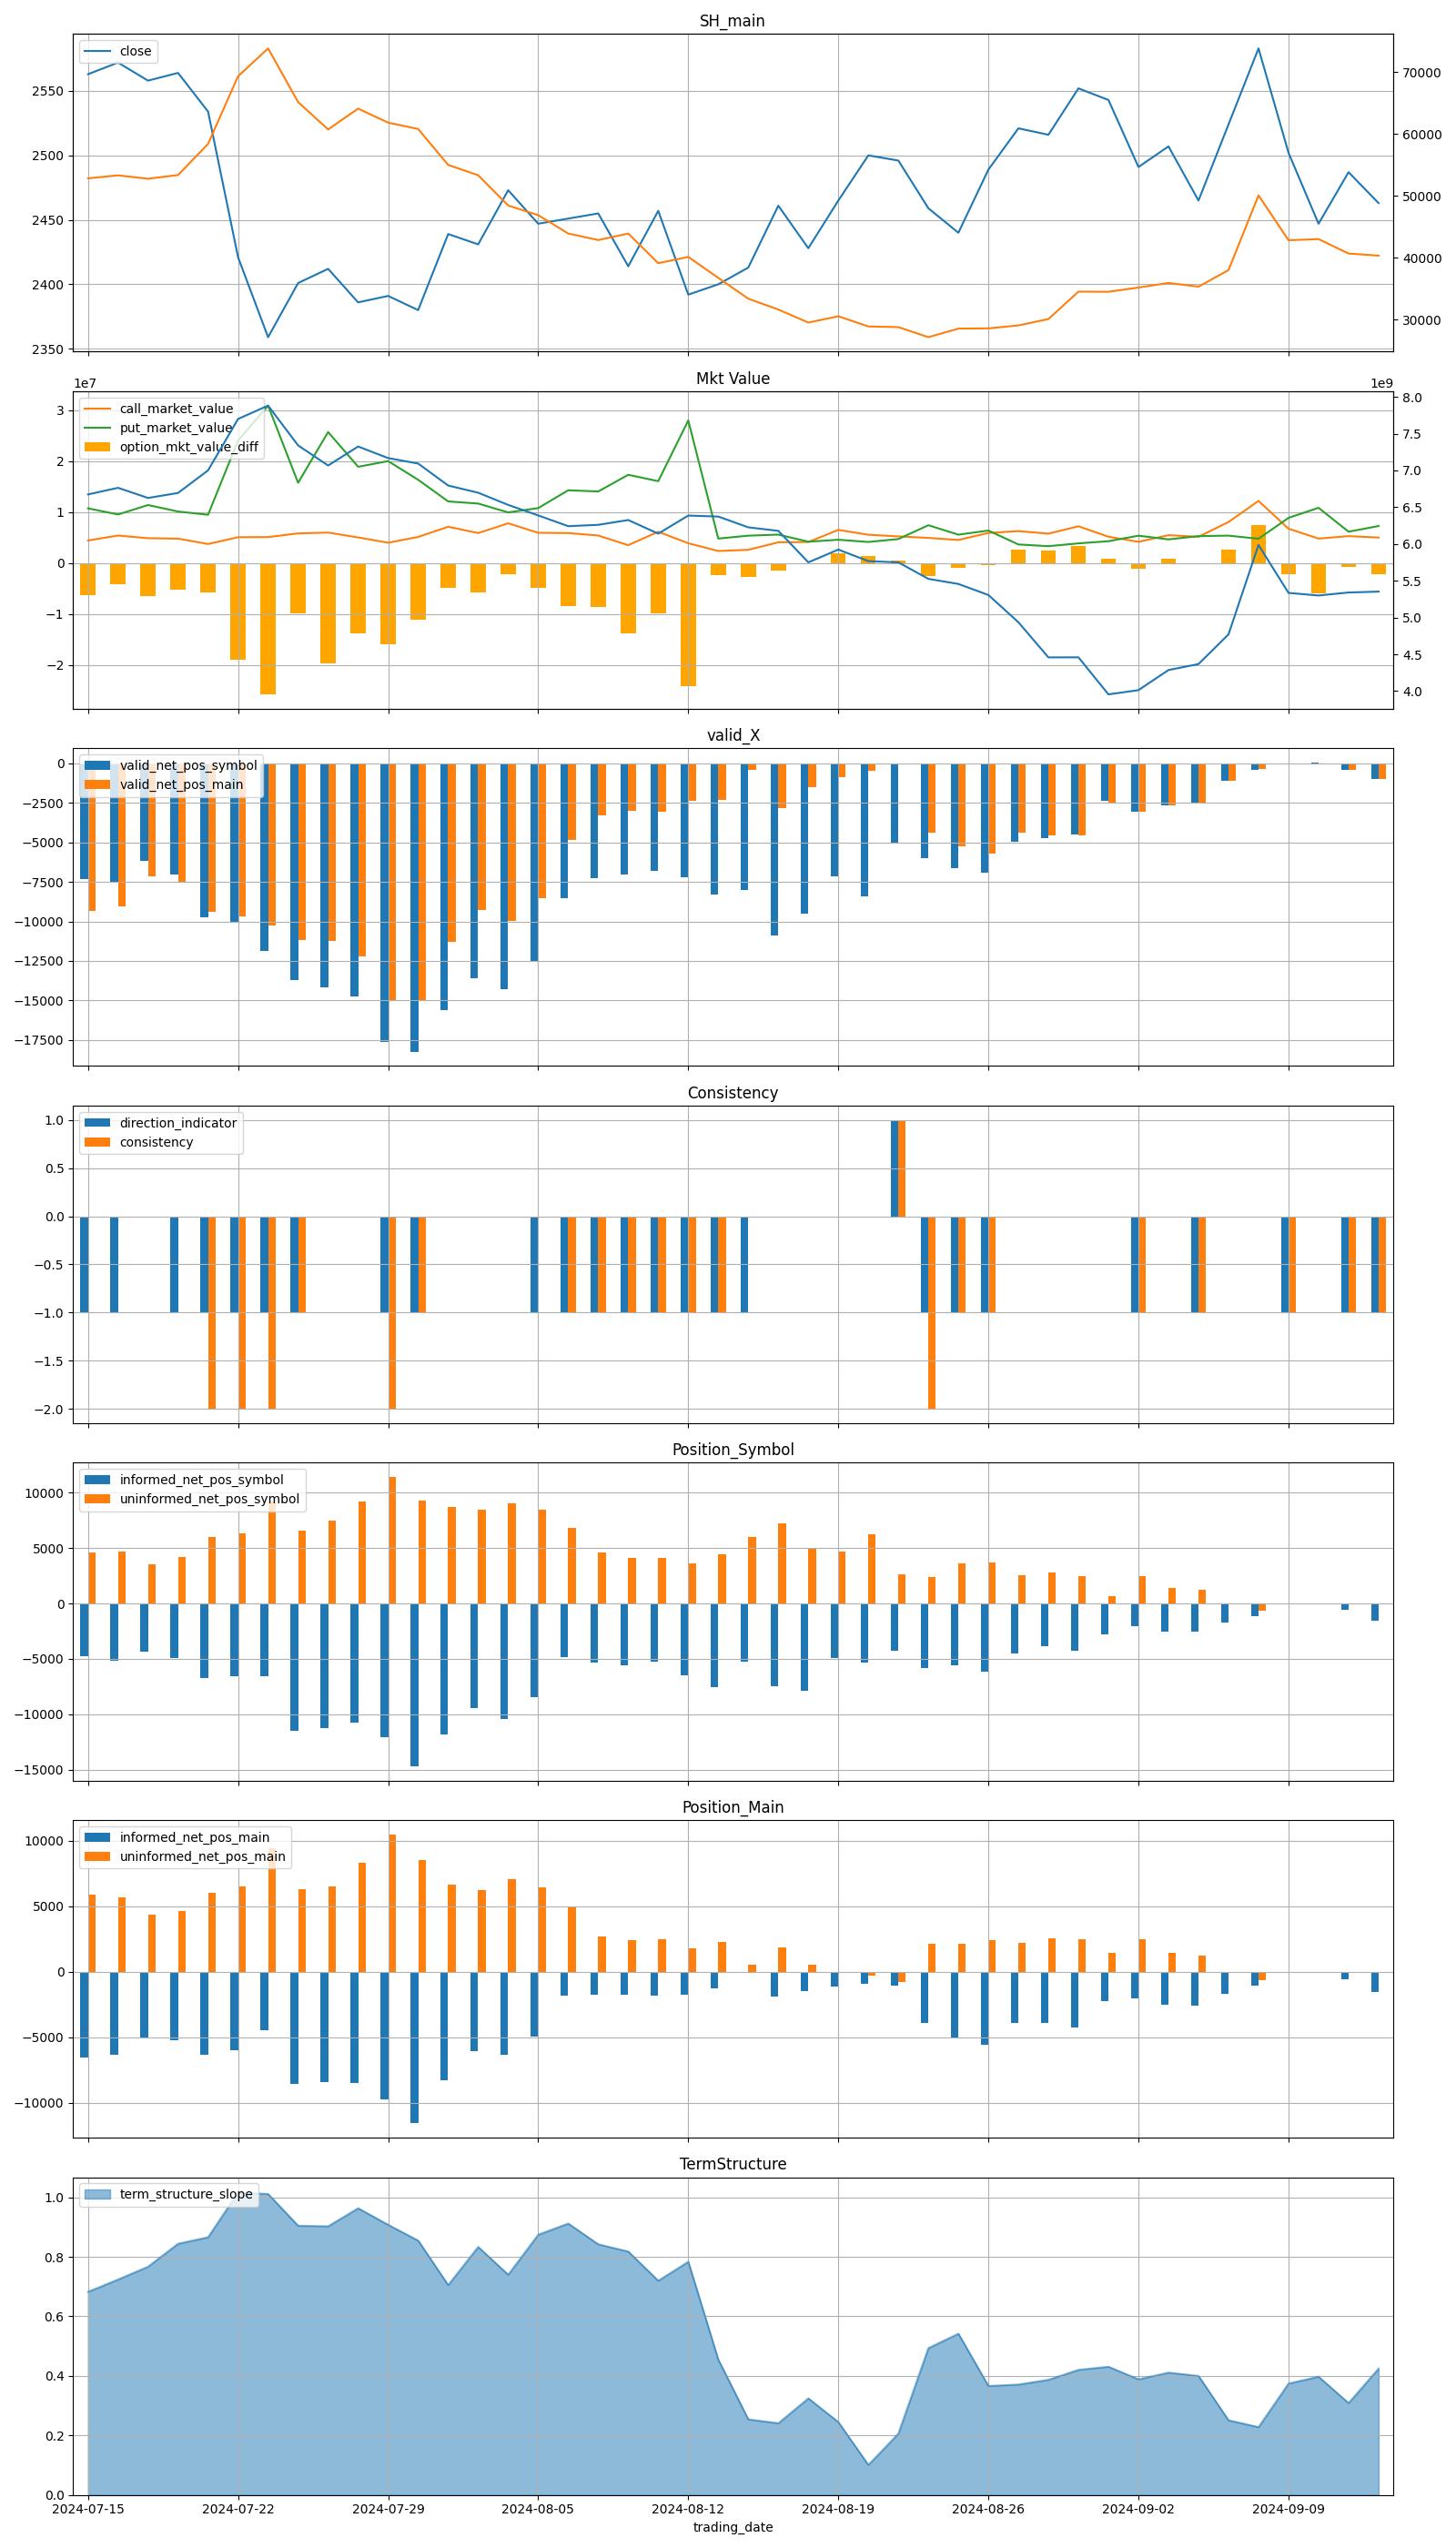 SH_main
close
2550
2500
2450
2400
2350
70000
60000
50000
40000
30000
Mkt Value
1e7
1e9
call_market_value
put_market_value
option_mkt_value_diff
3
2
1
0
−1
−2
8.0
7.5
7.0
6.5
6.0
5.5
5.0
4.5
4.0
valid_X
valid_net_pos_symbol
valid_net_pos_main
0
−2500
−5000
−7500
−10000
−12500
−15000
−17500
Consistency
direction_indicator
consistency
1.0
0.5
0.0
−0.5
−1.0
−1.5
−2.0
Position_Symbol
informed_net_pos_symbol
uninformed_net_pos_symbol
10000
5000
0
−5000
−10000
−15000
Position_Main
informed_net_pos_main
uninformed_net_pos_main
10000
5000
0
−5000
−10000
TermStructure
term_structure_slope
1.0
0.8
0.6
0.4
0.2
0.0
2024-07-15 2024-07-22 2024-07-29 2024-08-05 2024-08-12 2024-08-19 2024-08-26 2024-09-02 2024-09-09
trading_date